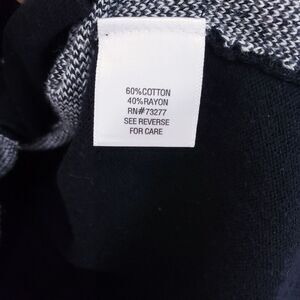 60%COTTON
40%RAYON
RN#73277
SEE REVERSE
FOR CARE